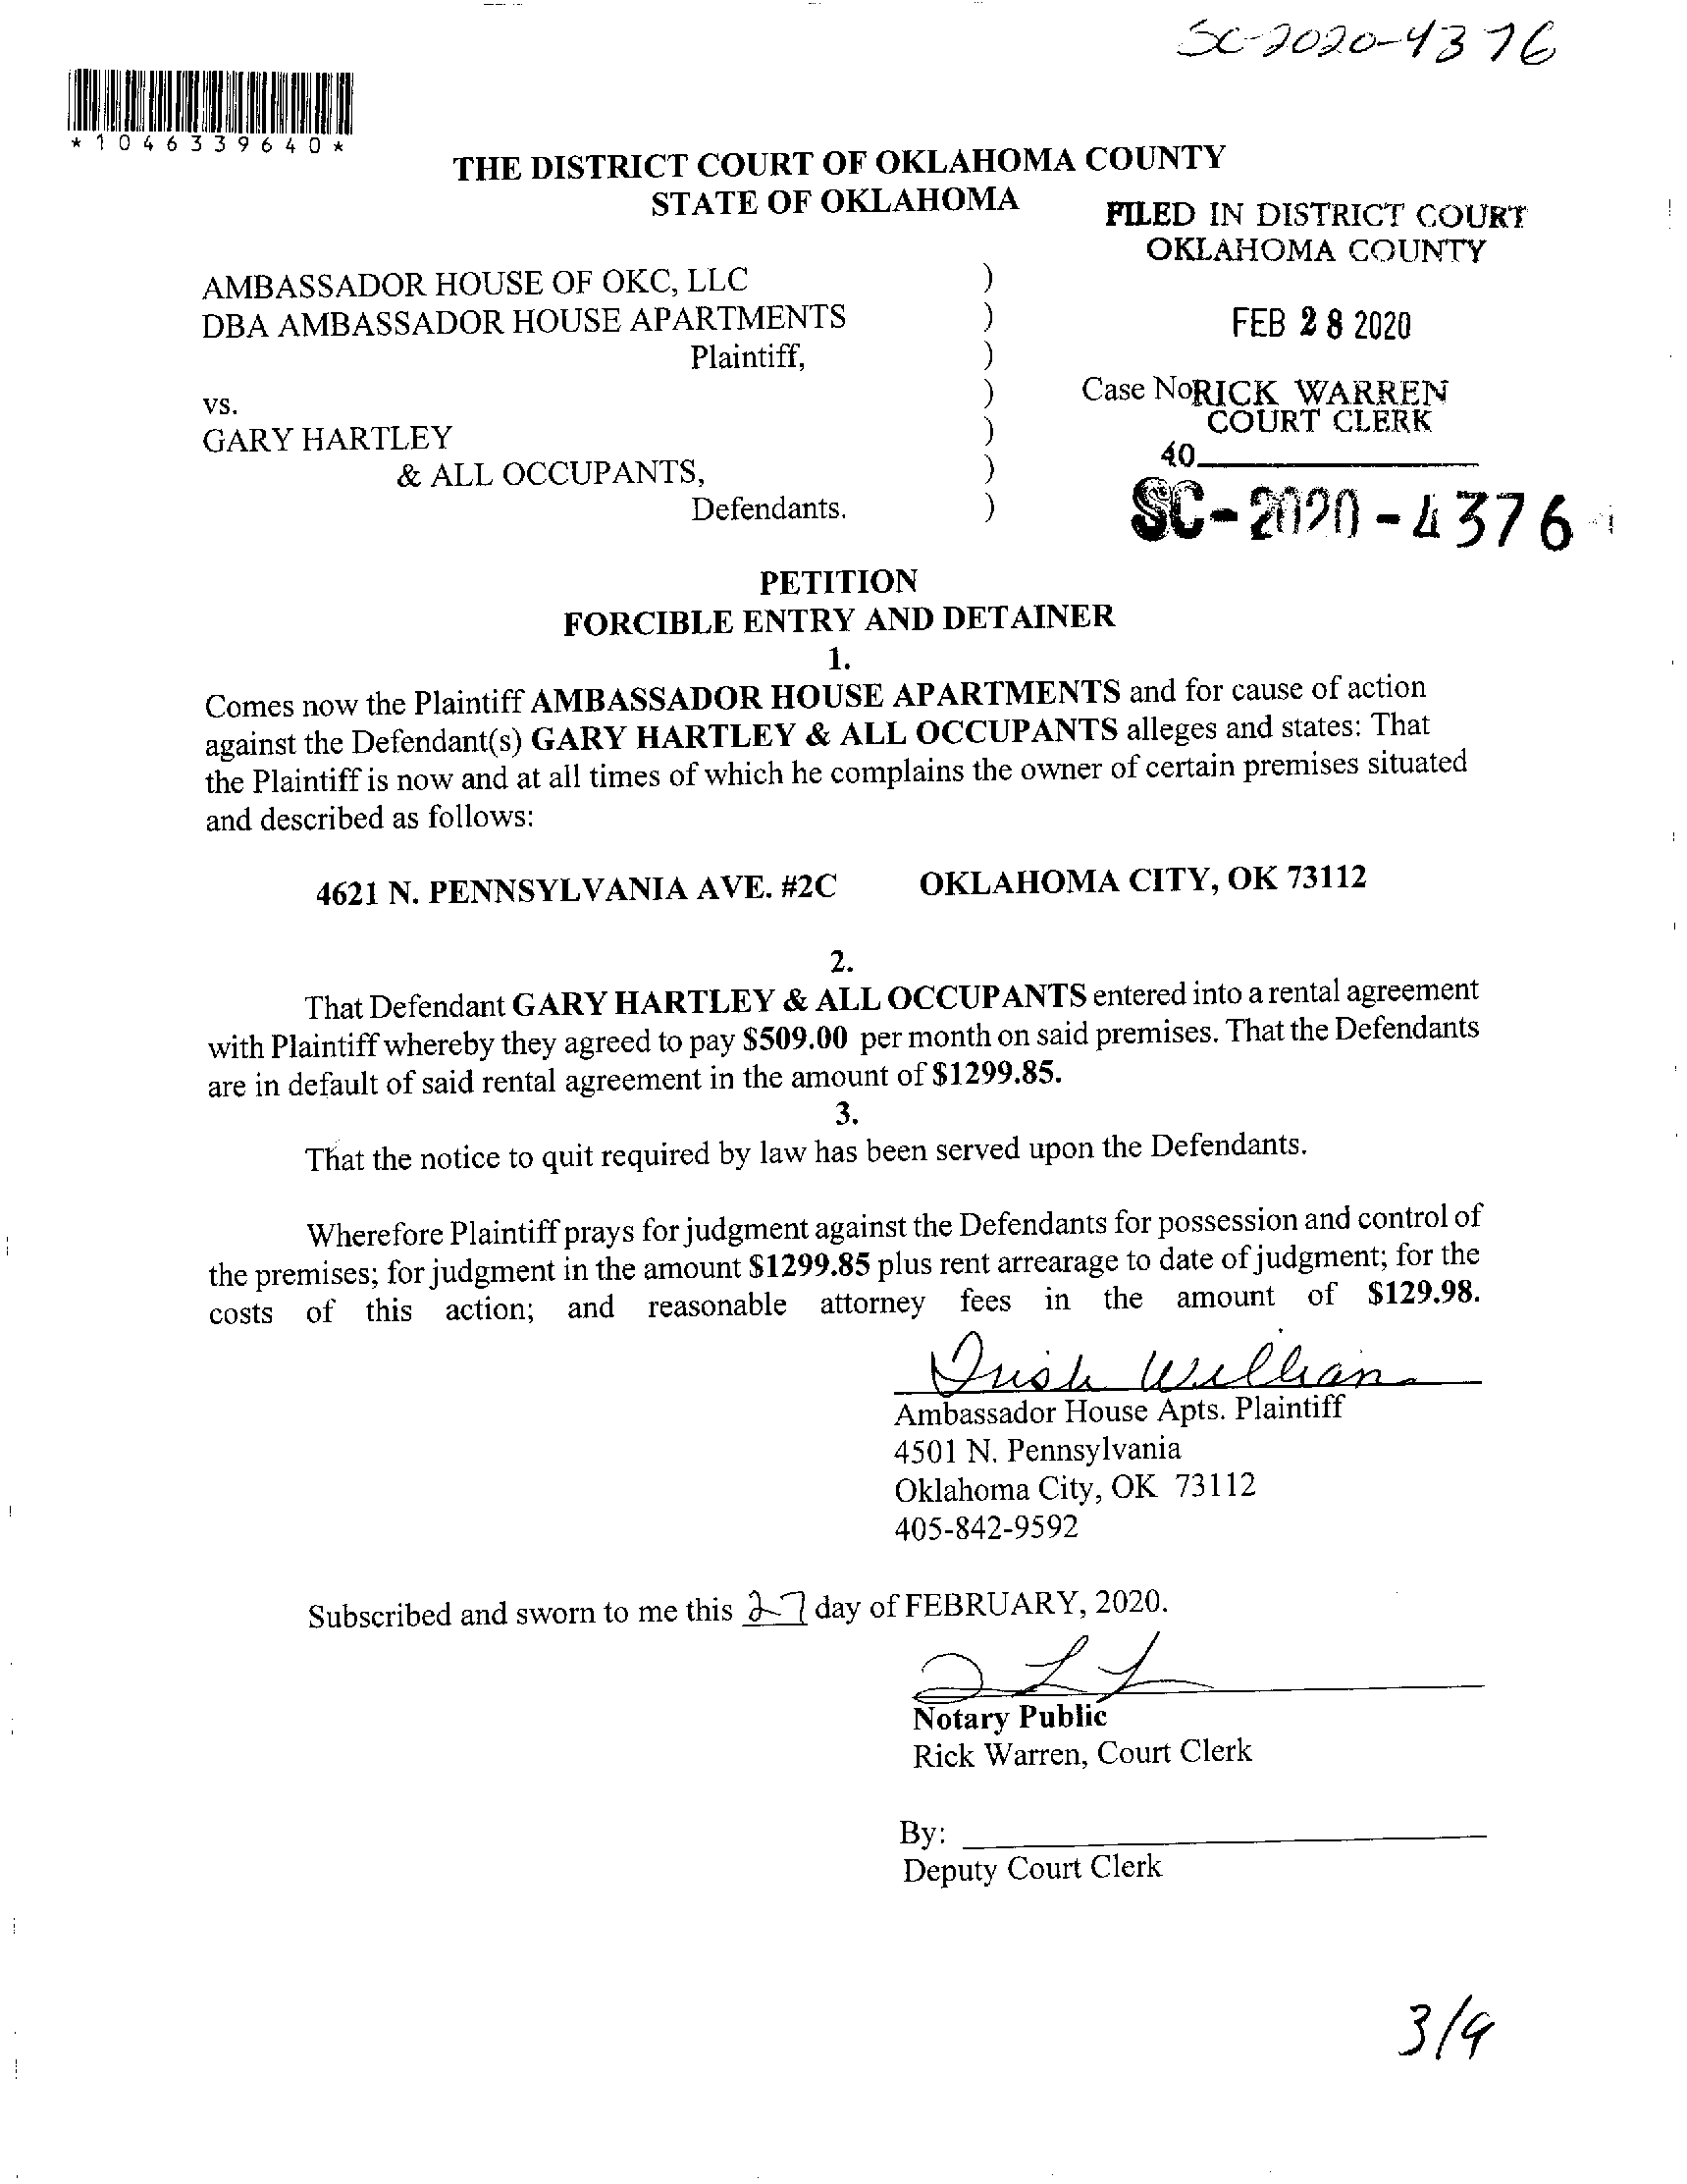 SC-2020-4376
*1046339640*
THE DISTRICT COURT OF OKLAHOMA COUNTY
STATE OF OKLAHOMA
FILED IN DISTRICT COURT
OKLAHOMA COUNTY
AMBASSADOR HOUSE OF OKC, LLC )
DBA AMBASSADOR HOUSE APARTMENTS ) FEB 28 2020
Plaintiff, )
vs. ) Case No RICK WARREN
COURT CLERK
GARY HARTLEY )
& ALL OCCUPANTS, ) 40
Defendants. ) SC-2020-4376
PETITION
FORCIBLE ENTRY AND DETAINER
1.
Comes now the Plaintiff AMBASSADOR HOUSE APARTMENTS and for cause of action
against the Defendant(s) GARY HARTLEY & ALL OCCUPANTS alleges and states: That
the Plaintiff is now and at all times of which he complains the owner of certain premises situated
and described as follows:
4621 N. PENNSYLVANIA AVE. #2C OKLAHOMA CITY, OK 73112
2.
That Defendant GARY HARTLEY & ALL OCCUPANTS entered into a rental agreement
with Plaintiff whereby they agreed to pay $509.00 per month on said premises. That the Defendants
are in default of said rental agreement in the amount of $1299.85.
3.
That the notice to quit required by law has been served upon the Defendants.
Wherefore Plaintiff prays for judgment against the Defendants for possession and control of
the premises; for judgment in the amount $1299.85 plus rent arrearage to date of judgment; for the
costs of this action; and reasonable attorney fees in the amount of $129.98.
Ambassador House Apts. Plaintiff
4501 N. Pennsylvania
Oklahoma City, OK 73112
405-842-9592
Subscribed and sworn to me this 27 day of FEBRUARY, 2020.
Notary Public
Rick Warren, Court Clerk
By:
Deputy Court Clerk
3/9